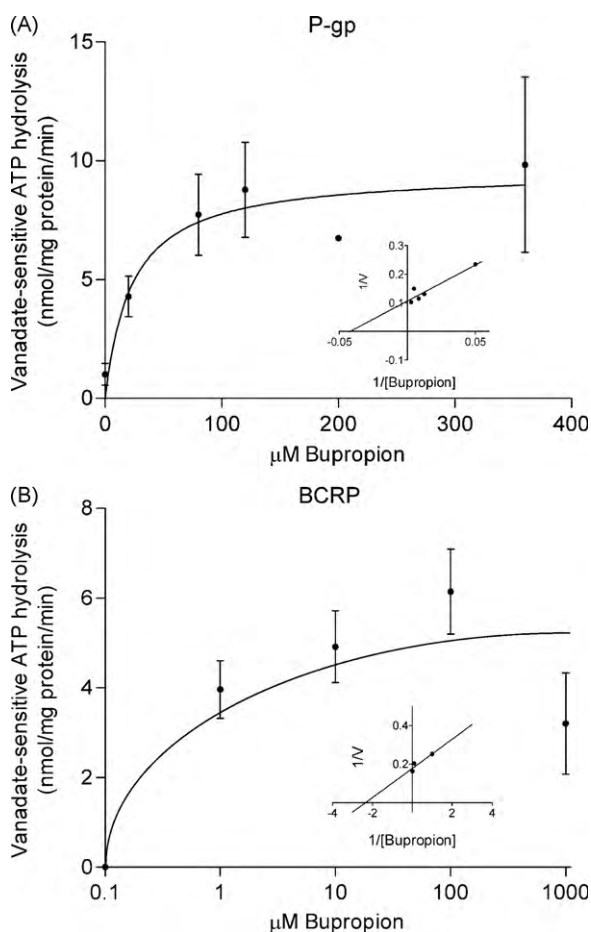 (A)
P-gp
Vanadate-sensitive ATP hydrolysis
(nmol/mg protein/min)
15
10
5
0
0
100
200
300
400
μM Bupropion
1/V
0.3
0.2
0.1
-0.1
-0.05
0.05
1/[Bupropion]
(B)
BCRP
Vanadate-sensitive ATP hydrolysis
(nmol/mg protein/min)
8
6
4
2
0
0.1
1
10
100
1000
μM Bupropion
1/V
0.4
0.2
-4
-2
0
2
4
1/[Bupropion]